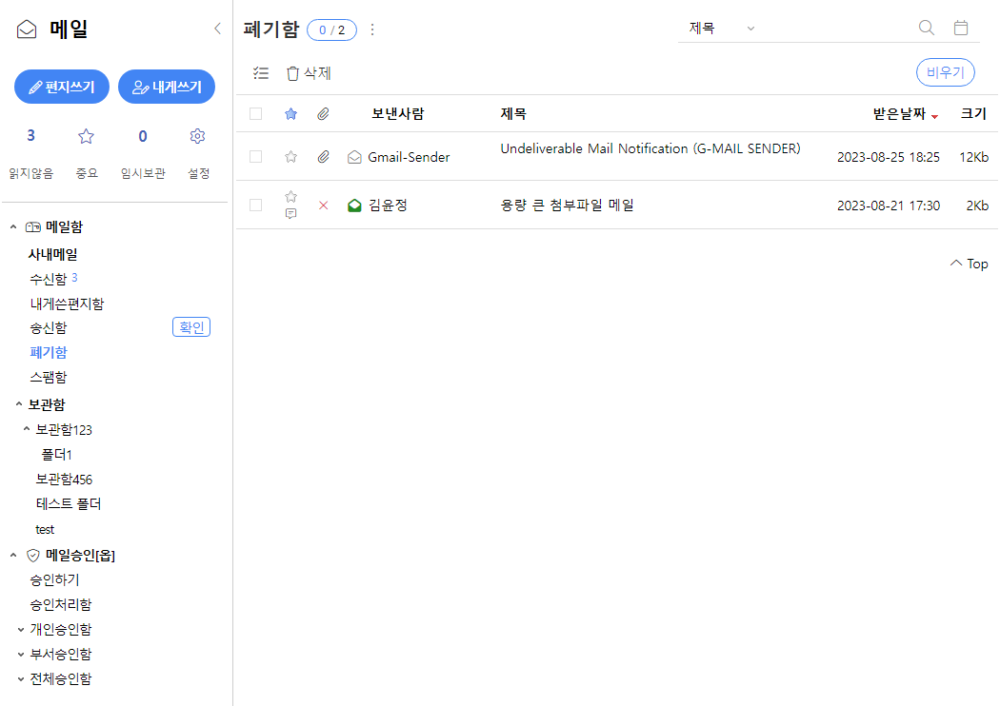 메일
편지쓰기 내게쓰기
3 0
읽지않음 중요 임시보관 설정
메일함
사내메일
수신함 3
내게쓴편지함
송신함 확인
폐기함
스팸함
보관함
보관함123
폴더1
보관함456
테스트 폴더
test
메일승인[옵]
승인하기
승인처리함
개인승인함
부서승인함
전체승인함
폐기함 0 / 2 제목
삭제 비우기
보낸사람 제목 받은날짜 크기
Gmail-Sender Undeliverable Mail Notification (G-MAIL SENDER) 2023-08-25 18:25 12Kb
김윤정 용량 큰 첨부파일 메일 2023-08-21 17:30 2Kb
Top